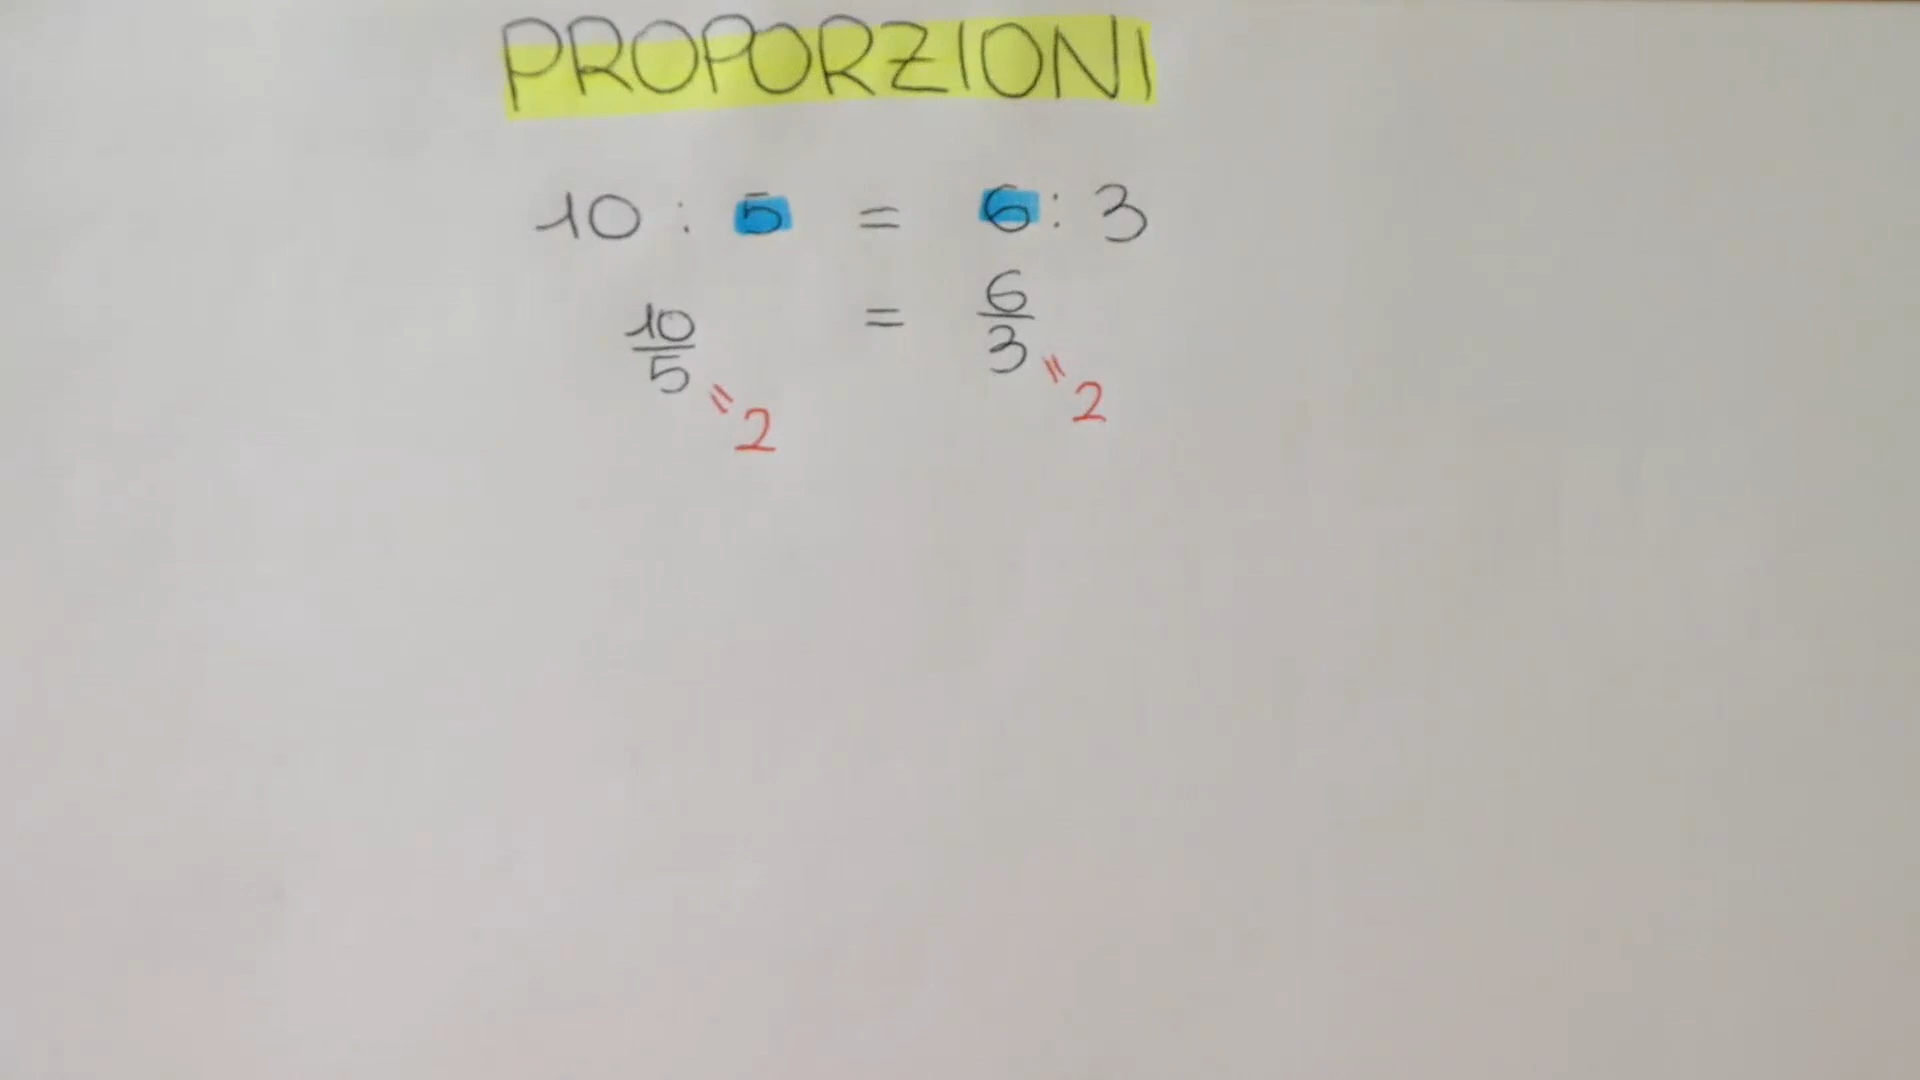 PROPORZIONI
10 : 5 = 6 : 3
10/5 = 6/3
= 2 = 2